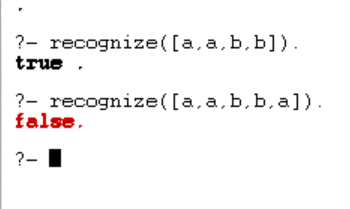 .
?- recognize([a,a,b,b]).
true .
?- recognize([a,a,b,b,a]).
false.
?-